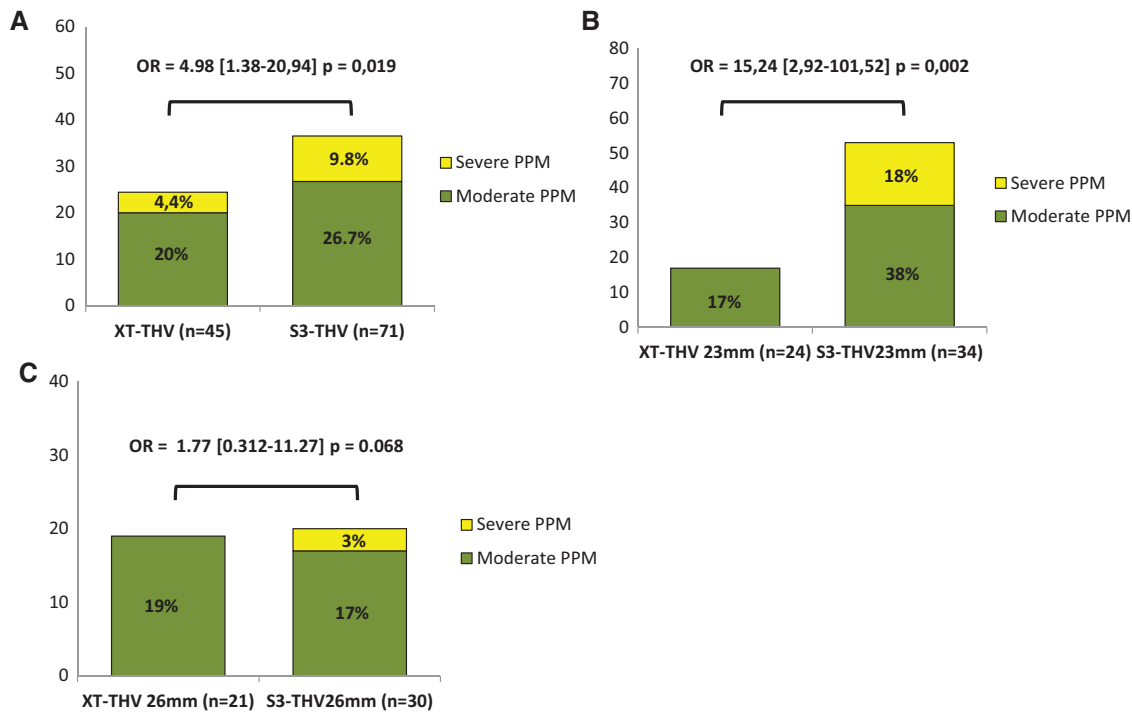 A
60
50
40
30
20
10
0
OR = 4.98 [1.38-20,94] p = 0,019
4,4%
20%
9.8%
26.7%
XT-THV (n=45)
S3-THV (n=71)
Severe PPM
Moderate PPM
B
80
70
60
50
40
30
20
10
0
OR = 15,24 [2,92-101,52] p = 0,002
17%
18%
38%
XT-THV 23mm (n=24)
S3-THV23mm (n=34)
Severe PPM
Moderate PPM
C
40
30
20
10
0
OR = 1.77 [0.312-11.27] p = 0.068
19%
3%
17%
XT-THV 26mm (n=21)
S3-THV26mm (n=30)
Severe PPM
Moderate PPM